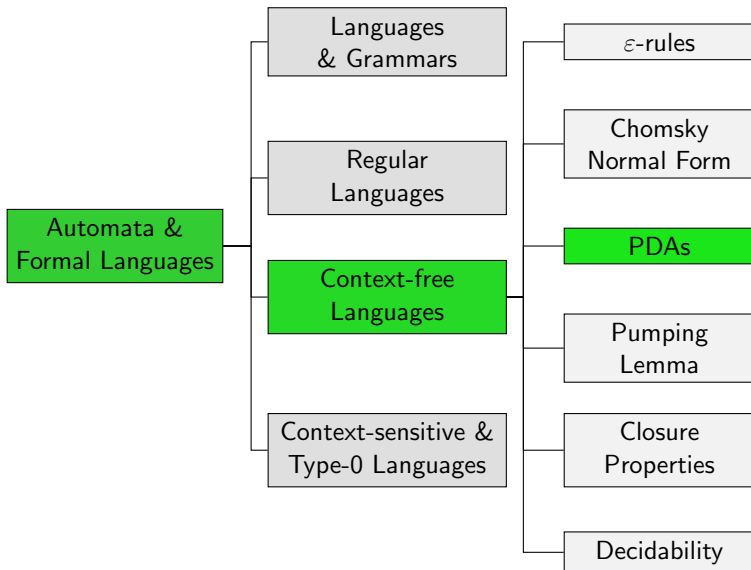 Automata &
Formal Languages
Languages
& Grammars
Regular
Languages
Context-free
Languages
Context-sensitive &
Type-0 Languages
ε-rules
Chomsky
Normal Form
PDAs
Pumping
Lemma
Closure
Properties
Decidability